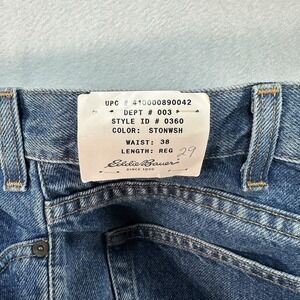 UPC # 410000890042
DEPT # 003
STYLE ID # 0360
COLOR: STONWSH
WAIST: 38
LENGTH: REG 29
Eddie Bauer
SINCE 1920